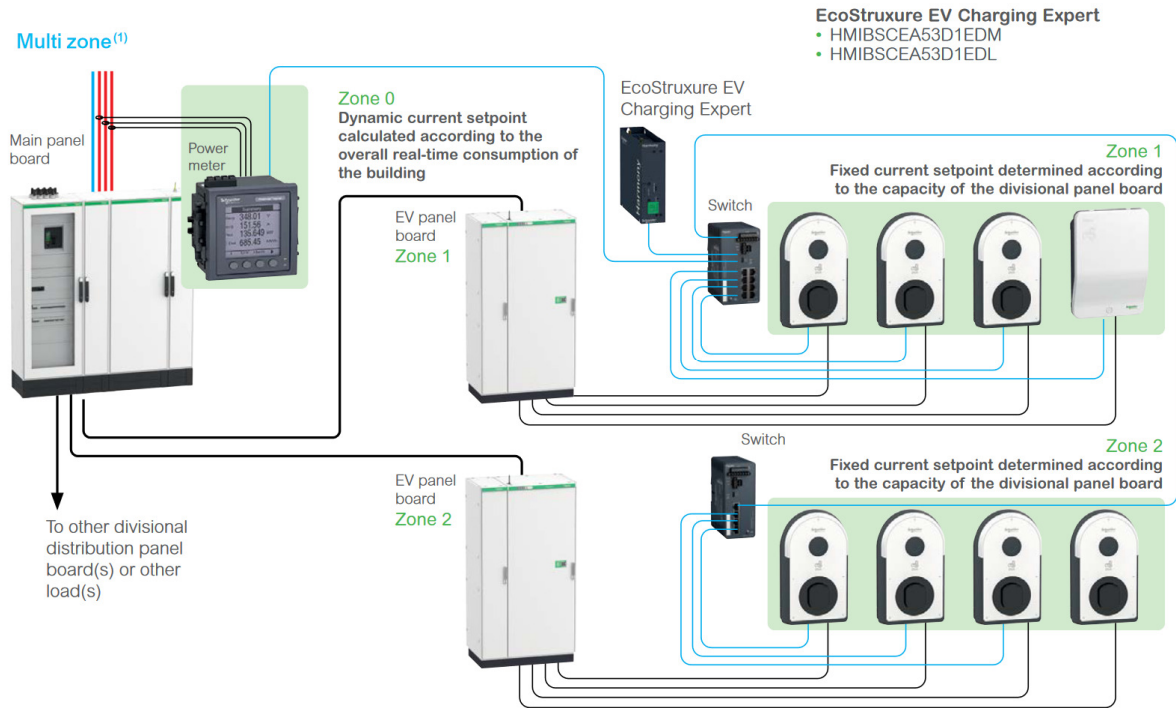 EcoStruxure EV Charging Expert
• HMIBSCEA53D1EDM
• HMIBSCEA53D1EDL
Multi zone(1)
Main panel
board
Power
meter
348.01
151.56
135.649
685.45
Zone 0
Dynamic current setpoint
calculated according to the
overall real-time consumption of
the building
EcoStruxure EV
Charging Expert
Harmony
Switch
Zone 1
Fixed current setpoint determined according
to the capacity of the divisional panel board
EV panel
board
Zone 1
Switch
Zone 2
Fixed current setpoint determined according
to the capacity of the divisional panel board
EV panel
board
Zone 2
To other divisional
distribution panel
board(s) or other
load(s)